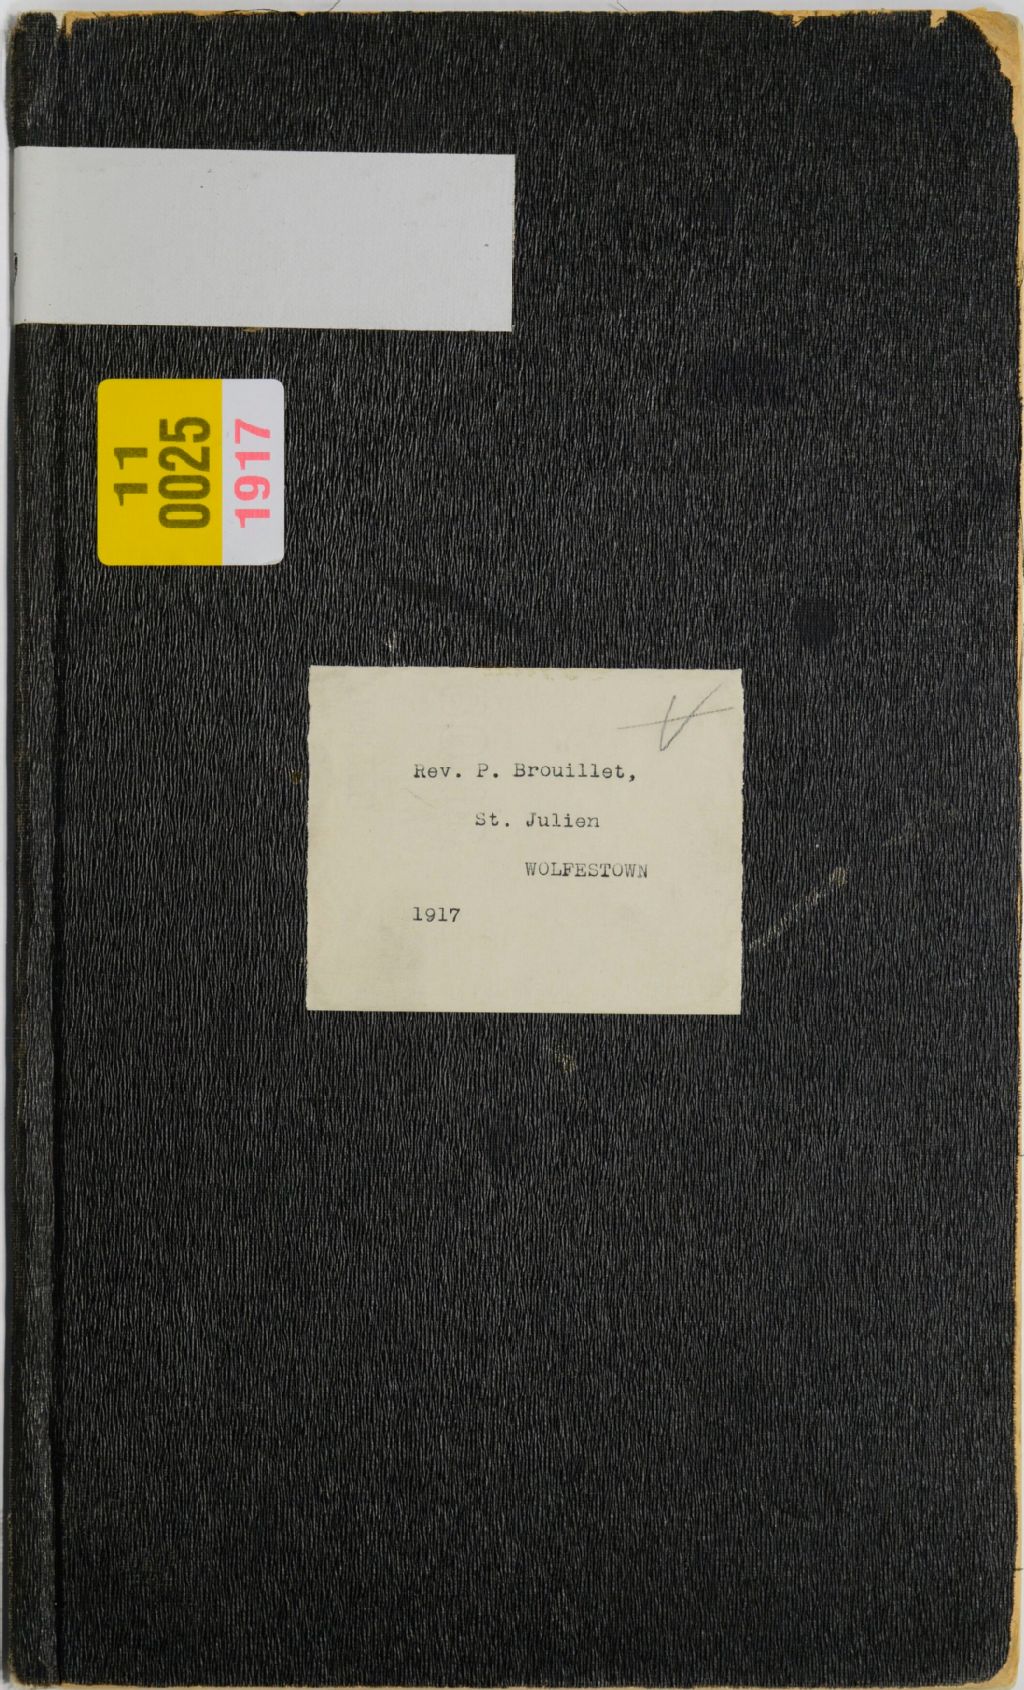 11
0025
1917
Rev. P. Brouillet,
St. Julien
WOLFESTOWN
1917